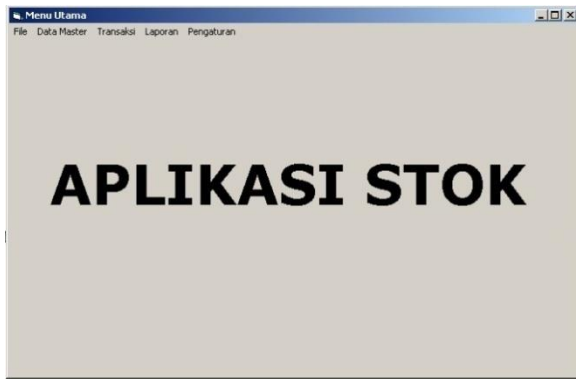 Menu Utama
File Data Master Transaksi Laporan Pengaturan
APLIKASI STOK